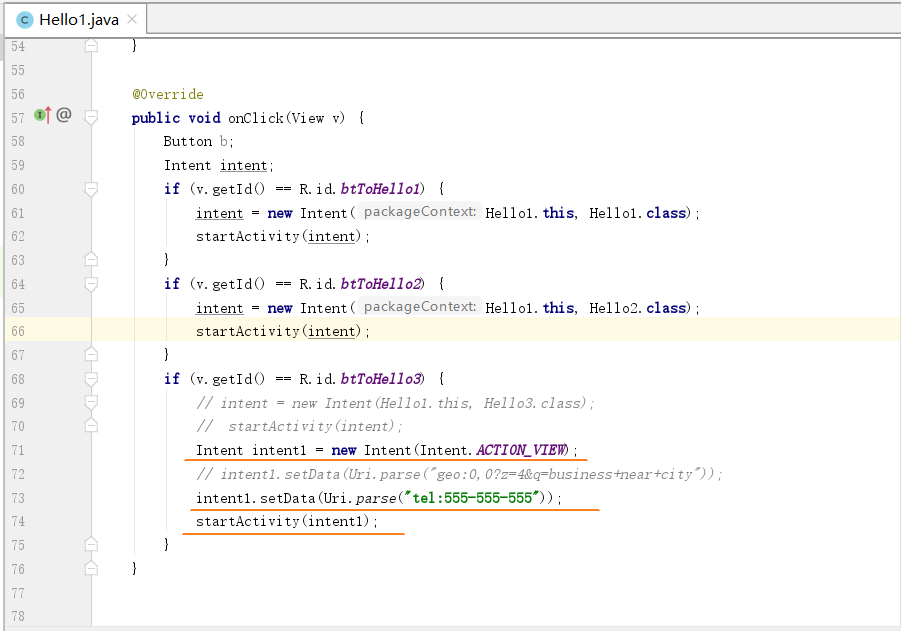 Hello1.java
54 }
55
56 @Override
57 @ public void onClick(View v) {
58 Button b;
59 Intent intent;
60 if (v.getId() == R.id.btToHello1) {
61 intent = new Intent( packageContext: Hello1.this, Hello1.class);
62 startActivity(intent);
63 }
64 if (v.getId() == R.id.btToHello2) {
65 intent = new Intent( packageContext: Hello1.this, Hello2.class);
66 startActivity(intent);
67 }
68 if (v.getId() == R.id.btToHello3) {
69 // intent = new Intent(Hello1.this, Hello3.class);
70 // startActivity(intent);
71 Intent intent1 = new Intent(Intent.ACTION_VIEW);
72 // intent1.setData(Uri.parse("geo:0,0?z=4&q=business+near+city"));
73 intent1.setData(Uri.parse("tel:555-555-555"));
74 startActivity(intent1);
75 }
76 }
77
78